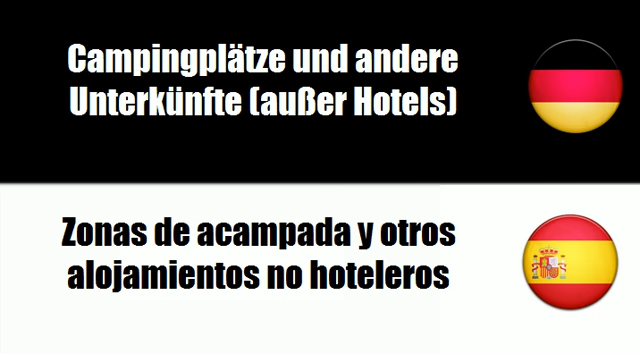 Campingplätze und andere
Unterkünfte (außer Hotels)
Zonas de acampada y otros
alojamientos no hoteleros